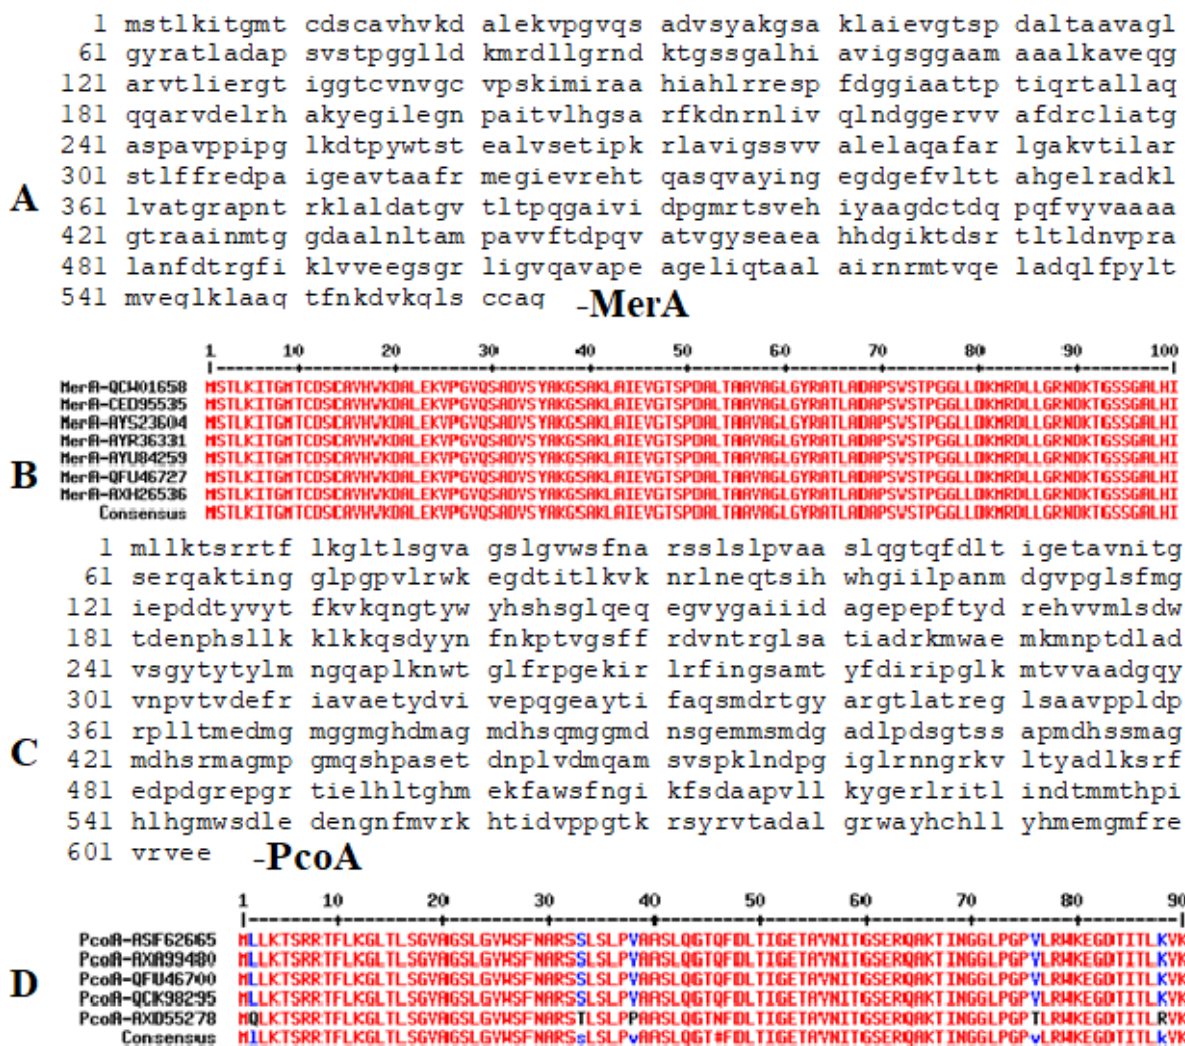 1 mstlkitgmt cdscavhvkd alekvpgvqs advsyakgsa klaievgtsp daltaavagl
61 gyratladap svstpgglld kmrdllgrnd ktgssgalhi avigsggaam aaalkaveqg
121 arvtliergt iggtcvnvgc vpskimiraa hiahlrresp fdggiaattp tiqrtallaq
181 qqarvdelrh akyegilegn paitvlhgsa rfkdnrnliv qlndggervv afdrcliatg
241 aspavppipg lkdtpywtst ealvsetipk rlavigssvv alelaqafar lgakvtilar
301 stlffredpa igeavtaafr megievreht qasqvaying egdgefvltt ahgelradkl
A
361 lvatgrapnt rklaldatgv tltpqgaivi dpgmrtsveh iyaagdctdq pqfvyvaaaa
421 gtraainmtg gdaalnltam pavvftdpqv atvgyseaea hhdgiktdsr tltldnvpra
481 lanfdtrgfi klvveegsgr ligvqavape ageliqtaal airnrmtvqe ladqlfpylt
541 mveqlklaaq tfnkdvkqls ccaq -MerA
1 10 20 30 40 50 60 70 80 90 100
MerA-QCW01658 MSTLKITGMTCDSCAVHVKDALEKVPGVQSADVSYAKGSAKLAIEVGTSPDALTAAVAGLGYRATLADAPSVSTPGGLLDKMRDLLGRNDKTGSSGALHI
MerA-CED95535 MSTLKITGMTCDSCAVHVKDALEKVPGVQSADVSYAKGSAKLAIEVGTSPDALTAAVAGLGYRATLADAPSVSTPGGLLDKMRDLLGRNDKTGSSGALHI
MerA-AYS23604 MSTLKITGMTCDSCAVHVKDALEKVPGVQSADVSYAKGSAKLAIEVGTSPDALTAAVAGLGYRATLADAPSVSTPGGLLDKMRDLLGRNDKTGSSGALHI
MerA-AYR36331 MSTLKITGMTCDSCAVHVKDALEKVPGVQSADVSYAKGSAKLAIEVGTSPDALTAAVAGLGYRATLADAPSVSTPGGLLDKMRDLLGRNDKTGSSGALHI
MerA-AYU84259 MSTLKITGMTCDSCAVHVKDALEKVPGVQSADVSYAKGSAKLAIEVGTSPDALTAAVAGLGYRATLADAPSVSTPGGLLDKMRDLLGRNDKTGSSGALHI
B
MerA-QFU46727 MSTLKITGMTCDSCAVHVKDALEKVPGVQSADVSYAKGSAKLAIEVGTSPDALTAAVAGLGYRATLADAPSVSTPGGLLDKMRDLLGRNDKTGSSGALHI
MerA-AXH26536 MSTLKITGMTCDSCAVHVKDALEKVPGVQSADVSYAKGSAKLAIEVGTSPDALTAAVAGLGYRATLADAPSVSTPGGLLDKMRDLLGRNDKTGSSGALHI
Consensus MSTLKITGMTCDSCAVHVKDALEKVPGVQSADVSYAKGSAKLAIEVGTSPDALTAAVAGLGYRATLADAPSVSTPGGLLDKMRDLLGRNDKTGSSGALHI
1 mllktsrrtf lkgltlsgva gslgvwsfna rsslslpvaa slqgtqfdlt igetavnitg
61 serqakting glpgpvlrwk egdtitlkvk nrlneqtsih whgiilpanm dgvpglsfmg
121 iepddtyvyt fkvkqngtyw yhshsglqeq egvygaiiid agepepftyd rehvvmlsdw
181 tdenphsllk klkkqsdyyn fnkptvgsff rdvntrglsa tiadrkmwae mkmnptdlad
241 vsgytytylm ngqaplknwt glfrpgekir lrfingsamt yfdiripglk mtvvaadgqy
301 vnpvtvdefr iavaetydvi vepqgeayti faqsmdrtgy argtlatreg lsaavppldp
C
361 rplltmedmg mggmghdmag mdhsqmggmd nsgemmsmdg adlpdsgtss apmdhssmag
421 mdhsrmagmp gmqshpaset dnplvdmqam svspklndpg iglrnngrkv ltyadlksrf
481 edpdgrepgr tielhltghm ekfawsfngi kfsdaapvll kygerlritl indtmmthpi
541 hlhgmwsdle dengnfmvrk htidvppgtk rsyrvtadal grwayhchll yhmemgmfre
601 vrvee -PcoA
1 10 20 30 40 50 60 70 80 90
PcoA-ASF62665 MLLKTSRRTFLKGLTLSGVAGSLGVWSFNARSSLSLPVAASLQGTQFDLTIGETAVNITGSERQAKTINGGLPGPVLRWKEGDTITLKVK
PcoA-AXA99480 MLLKTSRRTFLKGLTLSGVAGSLGVWSFNARSSLSLPVAASLQGTQFDLTIGETAVNITGSERQAKTINGGLPGPVLRWKEGDTITLKVK
D
PcoA-QFU46700 MLLKTSRRTFLKGLTLSGVAGSLGVWSFNARSSLSLPVAASLQGTQFDLTIGETAVNITGSERQAKTINGGLPGPVLRWKEGDTITLKVK
PcoA-QCK98295 MLLKTSRRTFLKGLTLSGVAGSLGVWSFNARSSLSLPVAASLQGTQFDLTIGETAVNITGSERQAKTINGGLPGPVLRWKEGDTITLKVK
PcoA-AXO55278 MQLKTSRRTFLKGLTLSGVAGSLGVWSFNARSTLSLPPAASLQGTNFDLTIGETAVNITGSERQAKTINGGLPGPTLRWKEGDTITLRVK
Consensus MlLKTSRRTFLKGLTLSGVAGSLGVWSFNARSsLSLPvAASLQGT#FDLTIGETAVNITGSERQAKTINGGLPGPvLRWKEGDTITLkVK